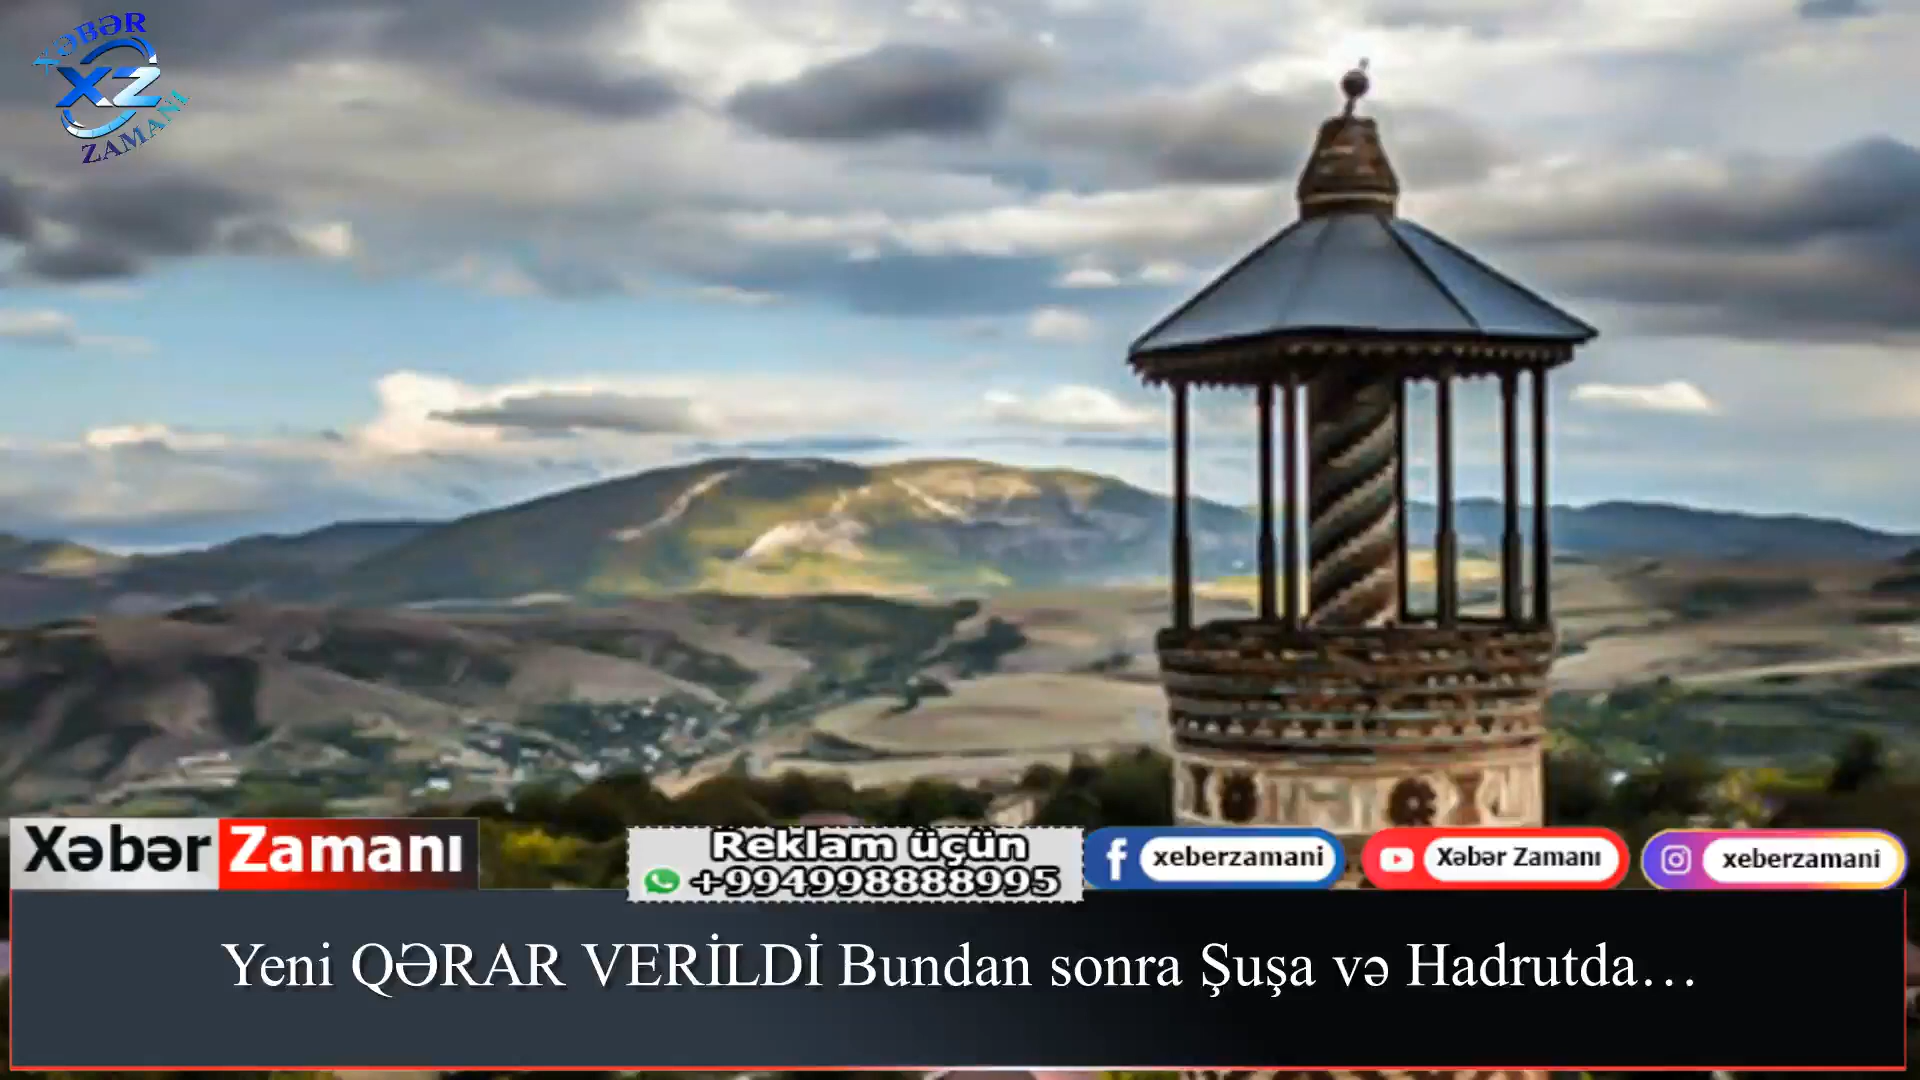 XƏBƏR
XZ
ZAMANI
Xəbər Zamanı
Reklam üçün
+994998888995
xeberzamani
Xəbər Zamanı
xeberzamani
Yeni QƏRAR VERİLDİ Bundan sonra Şuşa və Hadrutda...